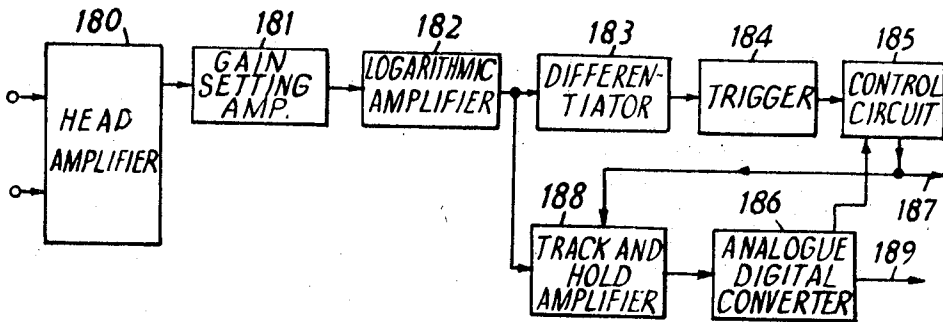 180
HEAD
AMPLIFIER
181
GAIN
SETTING
AMP.
182
LOGARITHMIC
AMPLIFIER
183
DIFFEREN-
TIATOR
184
TRIGGER
185
CONTROL
CIRCUIT
187
188
TRACK AND
HOLD
AMPLIFIER
186
ANALOGUE
DIGITAL
CONVERTER
189